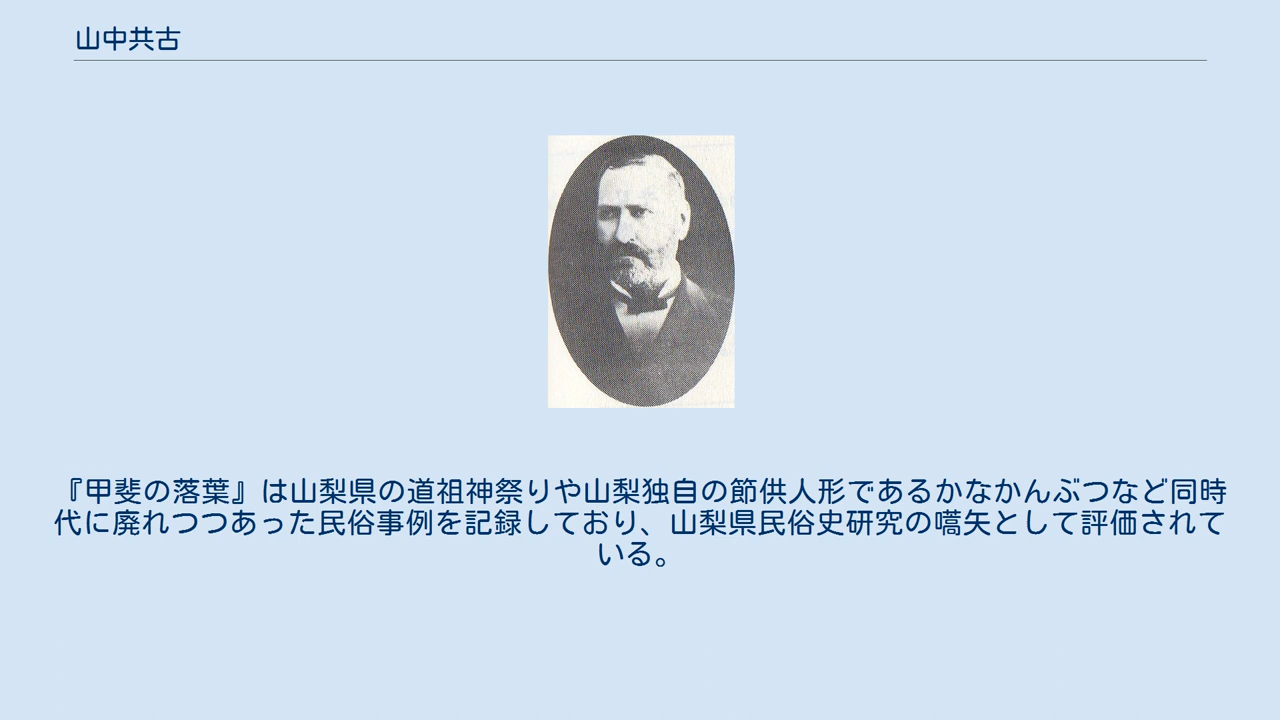 山中共古
『甲斐の落葉』は山梨県の道祖神祭りや山梨独自の節供人形であるかなかんぶつなど同時
代に廃れつつあった民俗事例を記録しており、山梨県民俗史研究の嚆矢として評価されて
いる。